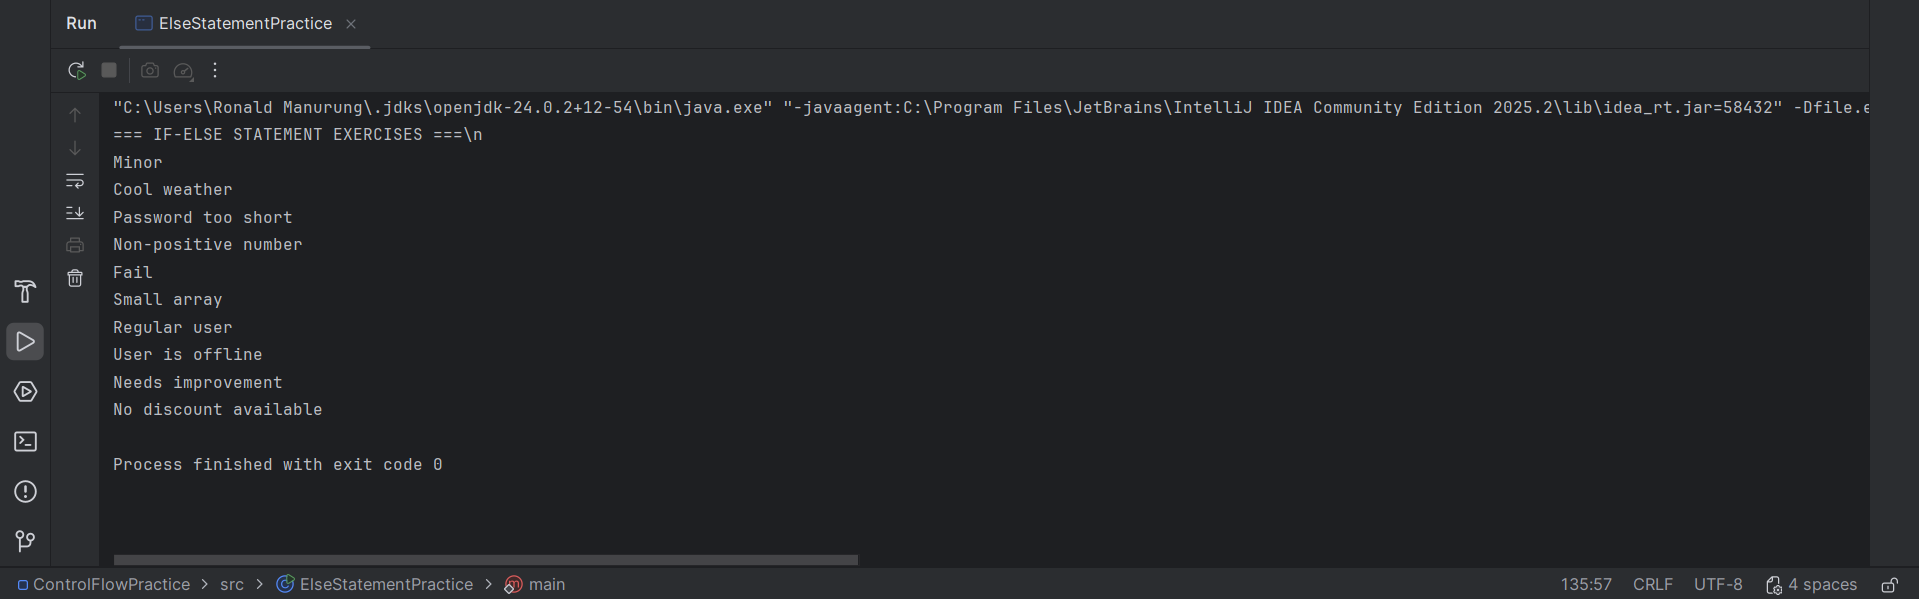 Run ElseStatementPractice
"C:\Users\Ronald Manurung\.jdks\openjdk-24.0.2+12-54\bin\java.exe" "-javaagent:C:\Program Files\JetBrains\IntelliJ IDEA Community Edition 2025.2\lib\idea_rt.jar=58432" -Dfile.e
=== IF-ELSE STATEMENT EXERCISES ===\n
Minor
Cool weather
Password too short
Non-positive number
Fail
Small array
Regular user
User is offline
Needs improvement
No discount available
Process finished with exit code 0
ControlFlowPractice > src > ElseStatementPractice > main 135:57 CRLF UTF-8 4 spaces